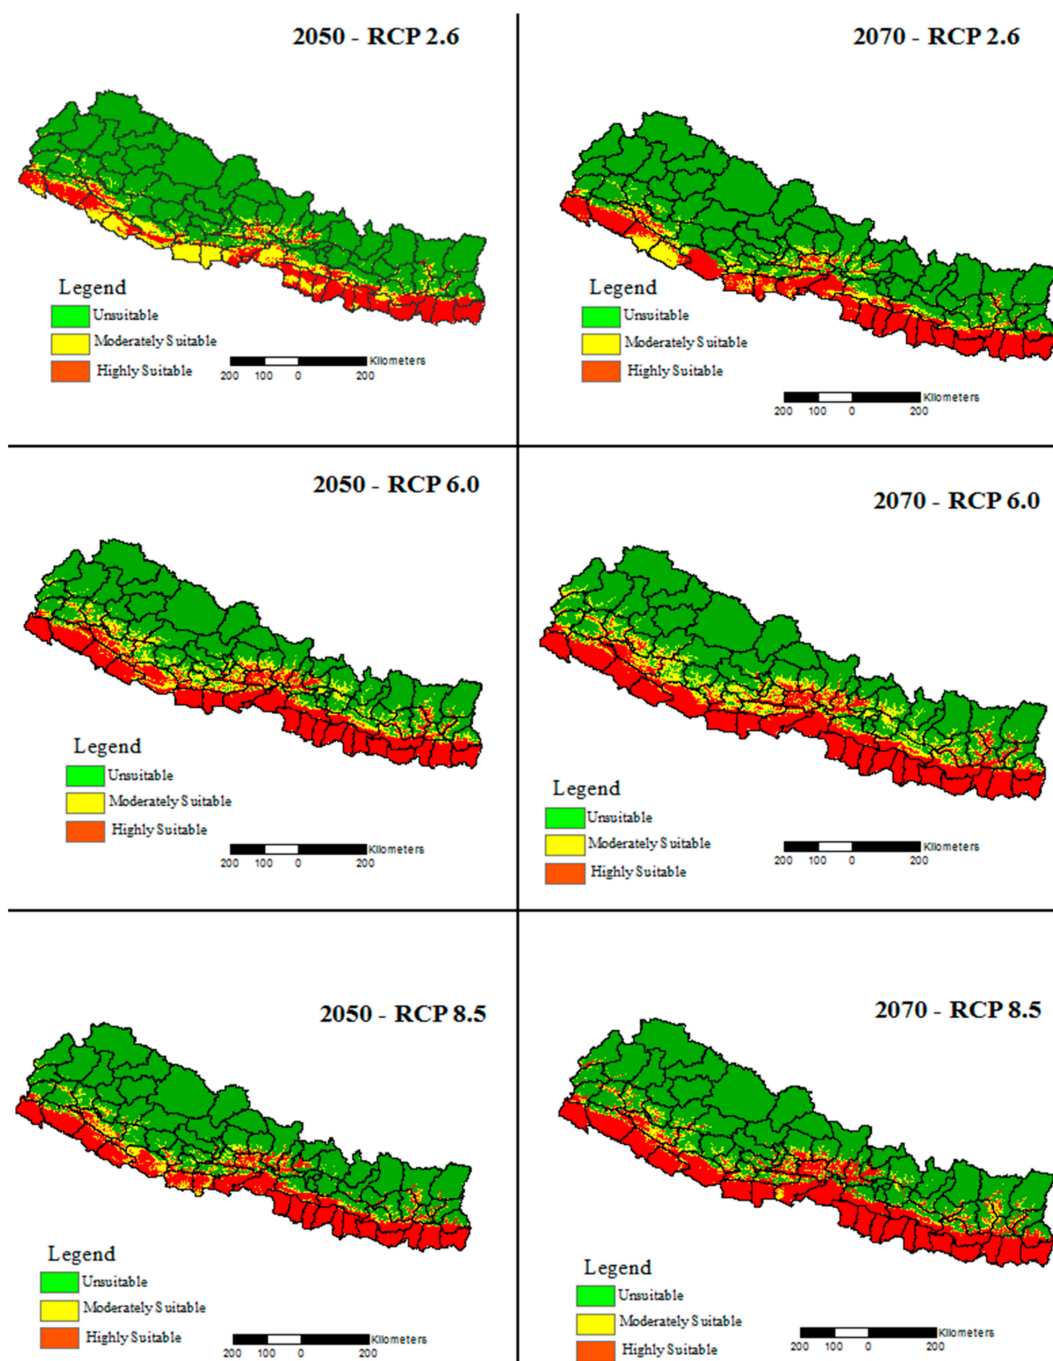 2050 - RCP 2.6
Legend
Unsuitable
Moderately Suitable
Highly Suitable
Kilometers
200 100 0 200
2070 - RCP 2.6
Legend
Unsuitable
Moderately Suitable
Highly Suitable
Kilometers
200 100 0 200
2050 - RCP 6.0
Legend
Unsuitable
Moderately Suitable
Highly Suitable
Kilometers
200 100 0 200
2070 - RCP 6.0
Legend
Unsuitable
Moderately Suitable
Highly Suitable
Kilometers
200 100 0 200
2050 - RCP 8.5
Legend
Unsuitable
Moderately Suitable
Highly Suitable
Kilometers
200 100 0 200
2070 - RCP 8.5
Legend
Unsuitable
Moderately Suitable
Highly Suitable
Kilometers
200 100 0 200